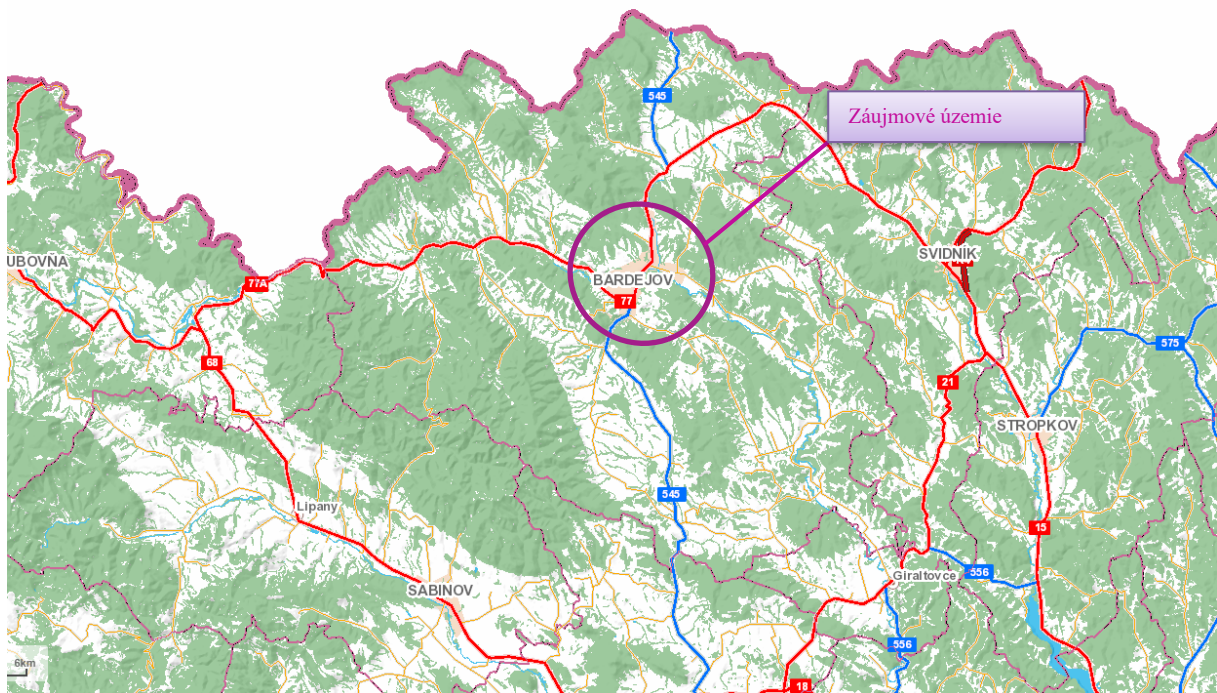 545
Záujmové územie
UBOVŇA
SVIDNÍK
BARDEJOV
77A
77
575
68
21
STROPKOV
545
Lipany
15
Giraltovce
556
SABINOV
556
6km
18